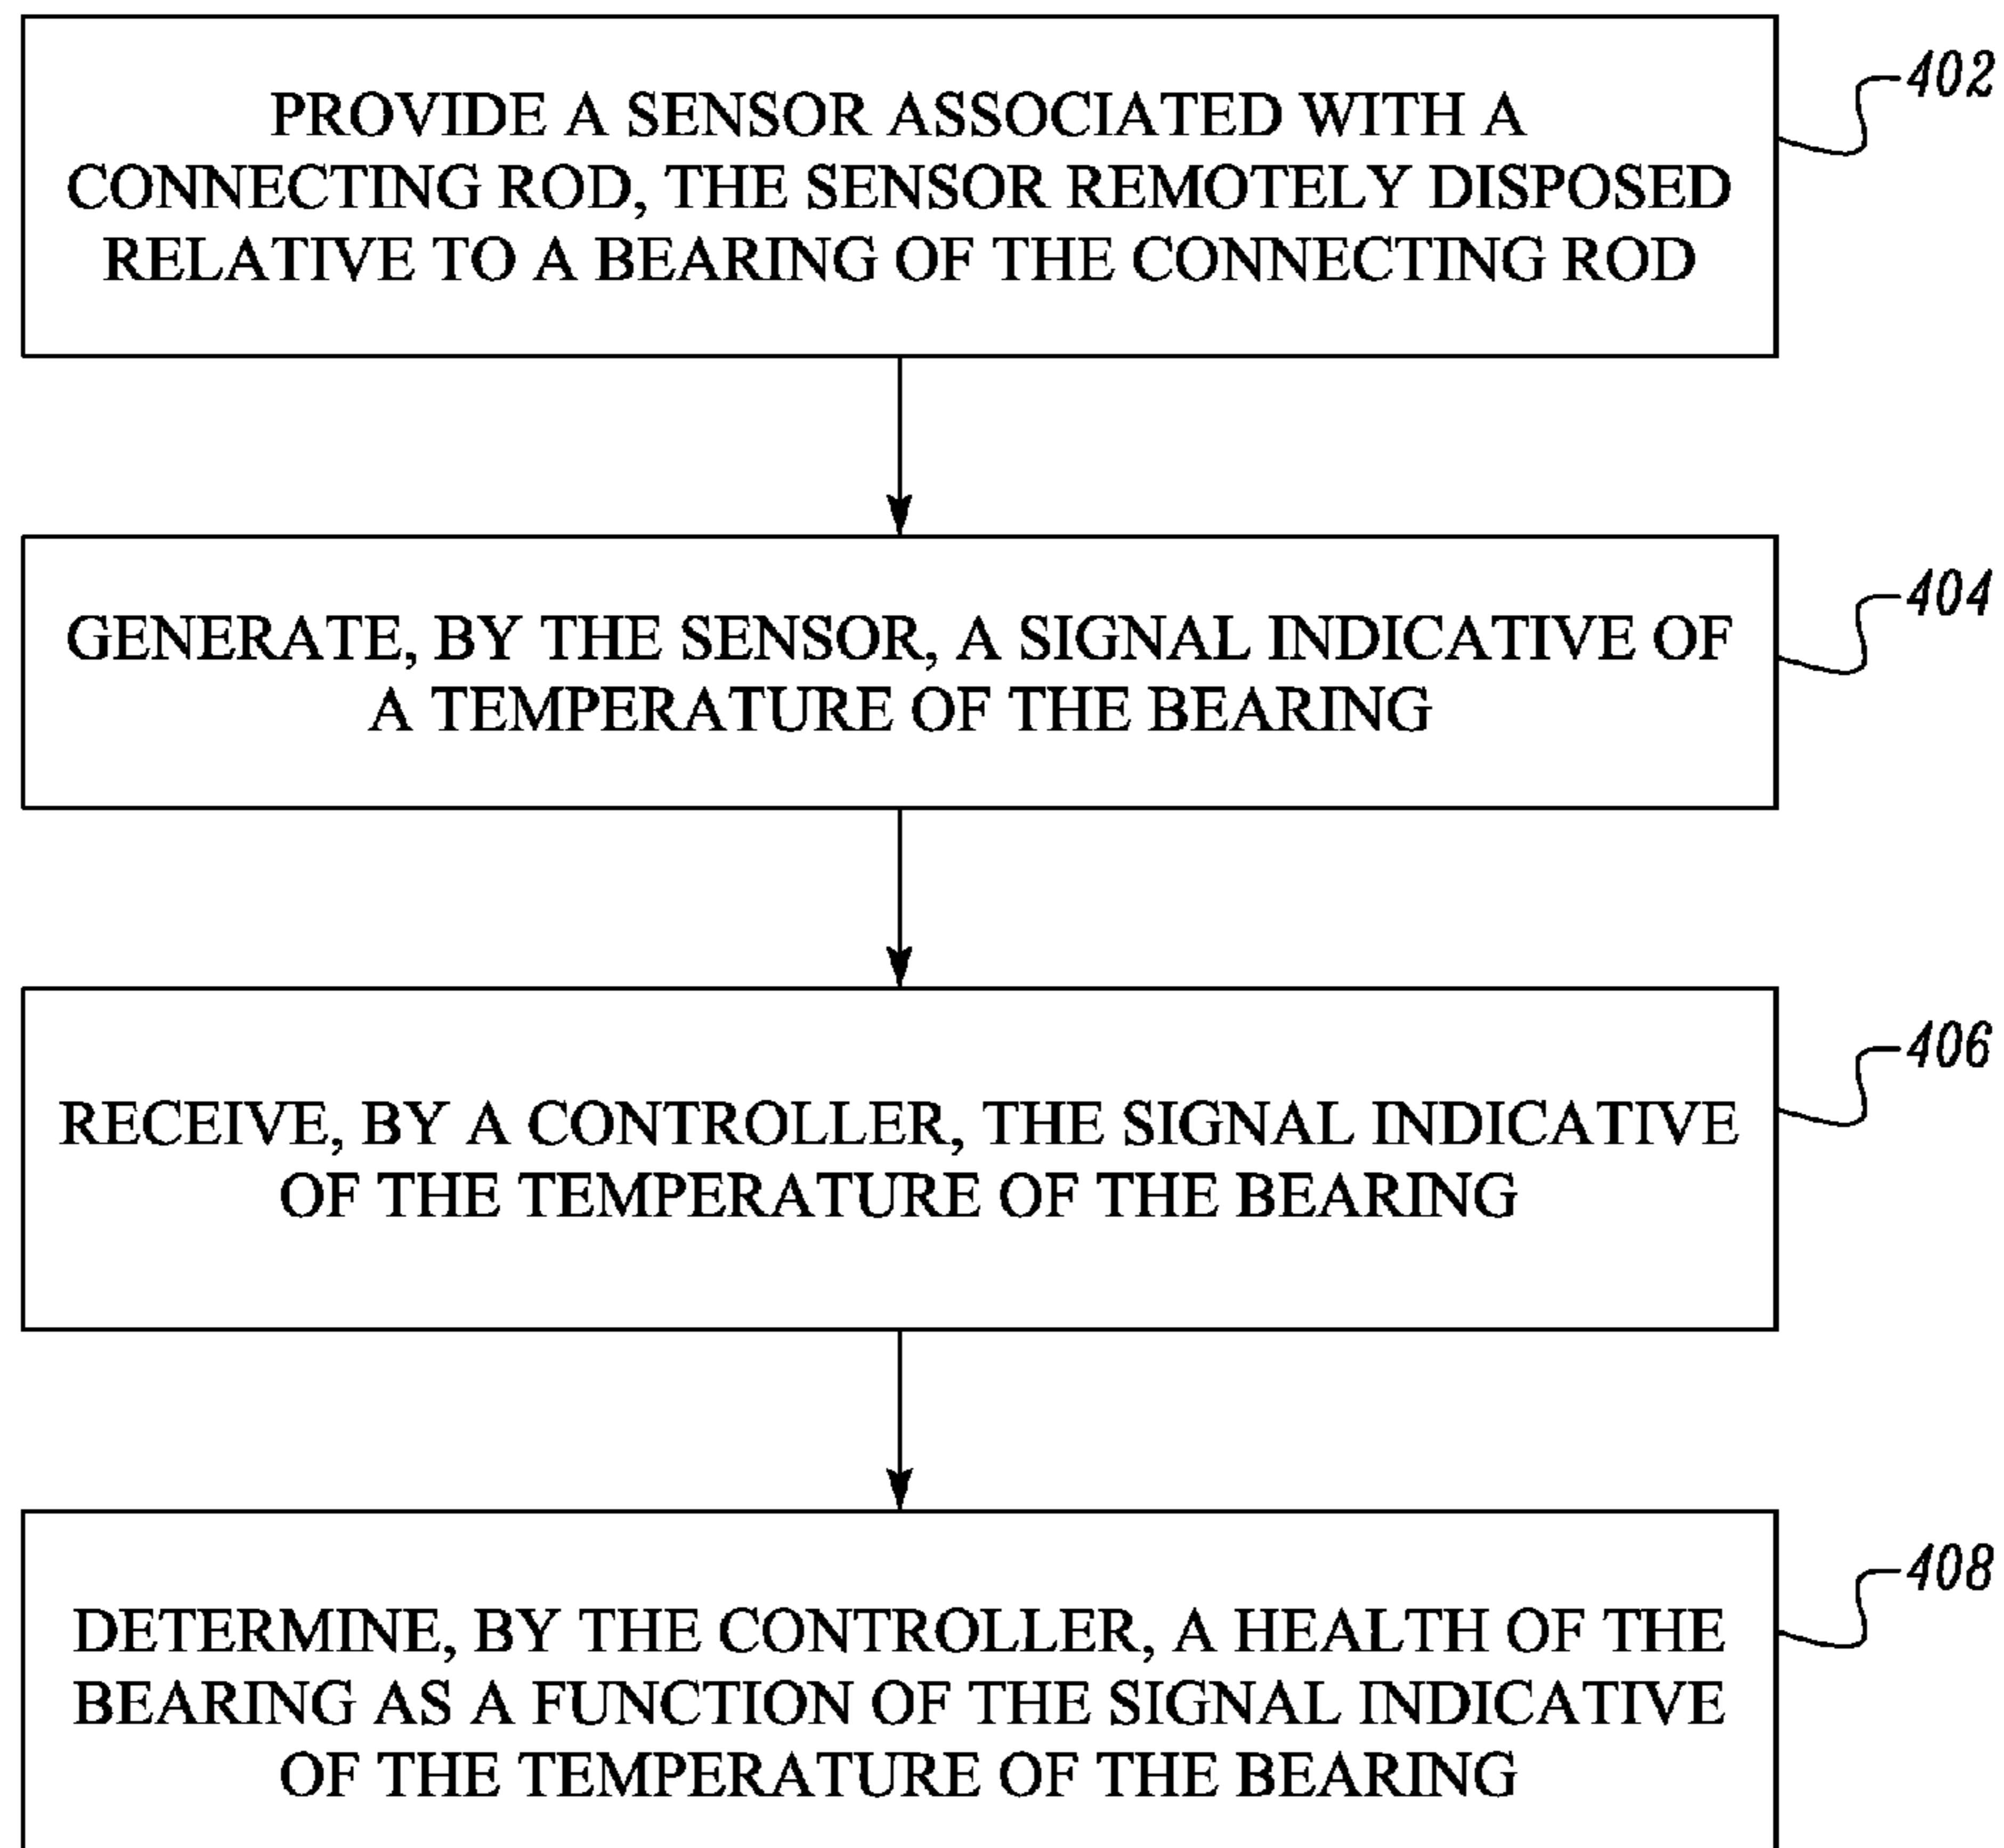 PROVIDE A SENSOR ASSOCIATED WITH A
CONNECTING ROD, THE SENSOR REMOTELY DISPOSED
RELATIVE TO A BEARING OF THE CONNECTING ROD
402
GENERATE, BY THE SENSOR, A SIGNAL INDICATIVE OF
A TEMPERATURE OF THE BEARING
404
RECEIVE, BY A CONTROLLER, THE SIGNAL INDICATIVE
OF THE TEMPERATURE OF THE BEARING
406
DETERMINE, BY THE CONTROLLER, A HEALTH OF THE
BEARING AS A FUNCTION OF THE SIGNAL INDICATIVE
OF THE TEMPERATURE OF THE BEARING
408